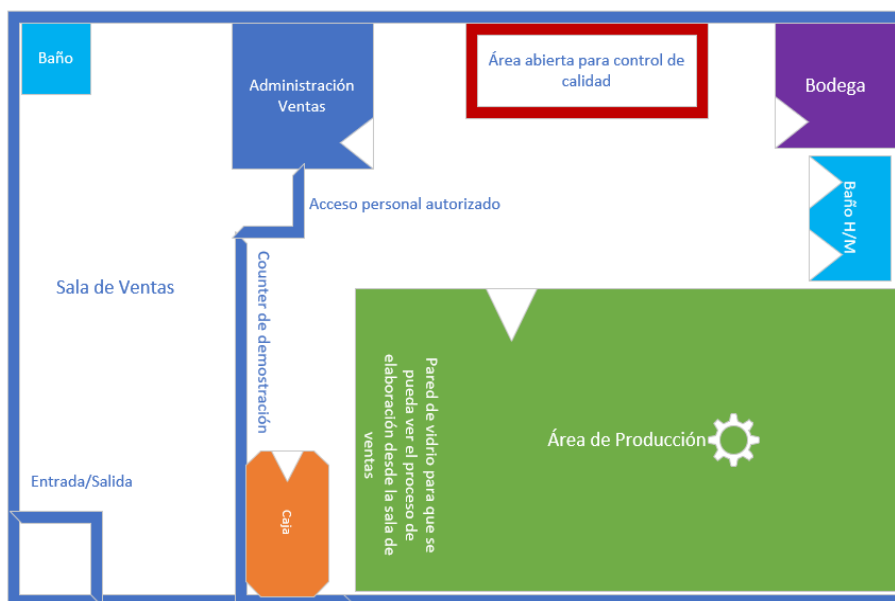 Baño
Administración
Ventas
Área abierta para control de
calidad
Bodega
Baño H/M
Acceso personal autorizado
Sala de Ventas
Counter de demostración
Pared de vidrio para que se
pueda ver el proceso de
elaboración desde la sala de
ventas
Área de Producción
Entrada/Salida
Caja